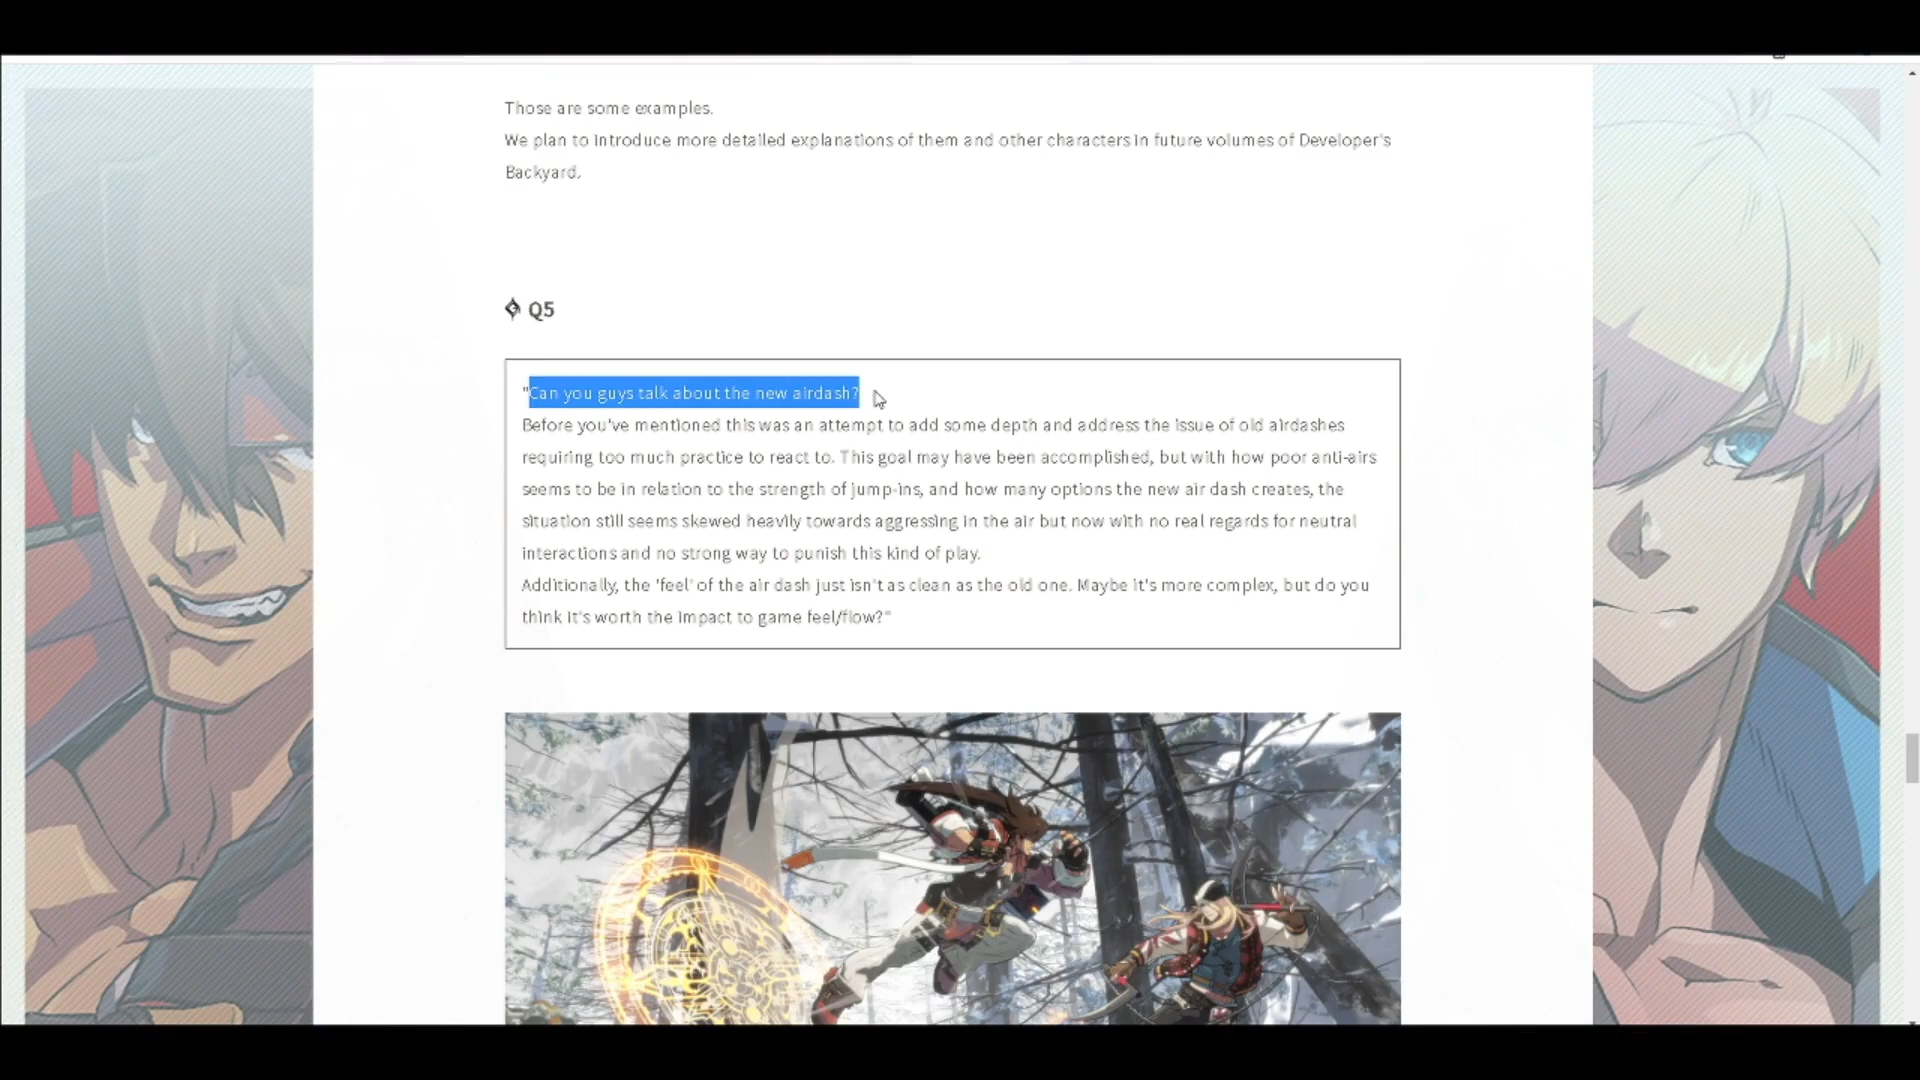 Those are some examples.
We plan to introduce more detailed explanations of them and other characters in future volumes of Developer's
Backyard.
Q5
"Can you guys talk about the new airdash?
Before you've mentioned this was an attempt to add some depth and address the issue of old airdashes
requiring too much practice to react to. This goal may have been accomplished, but with how poor anti-airs
seems to be in relation to the strength of jump-ins, and how many options the new air dash creates, the
situation still seems skewed heavily towards aggressing in the air but now with no real regards for neutral
interactions and no strong way to punish this kind of play.
Additionally, the 'feel' of the air dash just isn't as clean as the old one. Maybe it's more complex, but do you
think it's worth the impact to game feel/flow?"